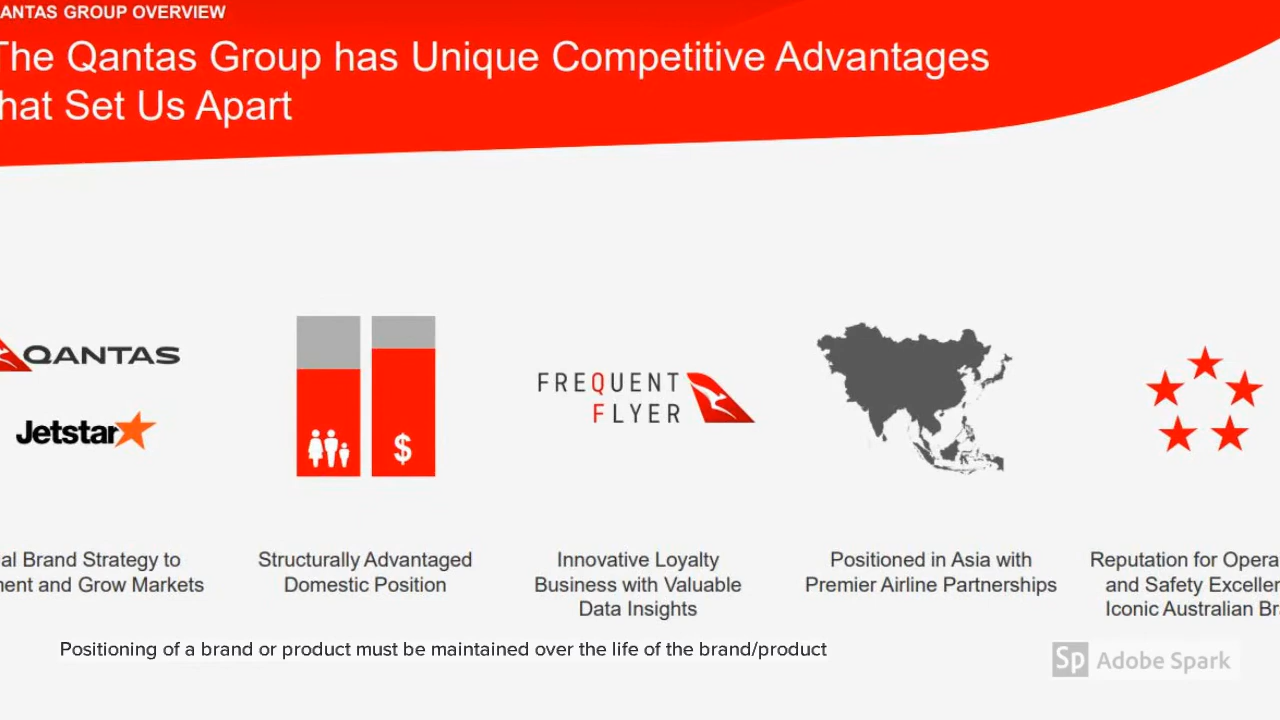 ANTAS GROUP OVERVIEW
The Qantas Group has Unique Competitive Advantages
hat Set Us Apart
QANTAS
Jetstar
$
FREQUENT
FLYER
al Brand Strategy to
ent and Grow Markets
Structurally Advantaged
Domestic Position
Innovative Loyalty
Business with Valuable
Data Insights
Positioned in Asia with
Premier Airline Partnerships
Reputation for Opera
and Safety Excellen
Iconic Australian Br
Positioning of a brand or product must be maintained over the life of the brand/product
Sp Adobe Spark